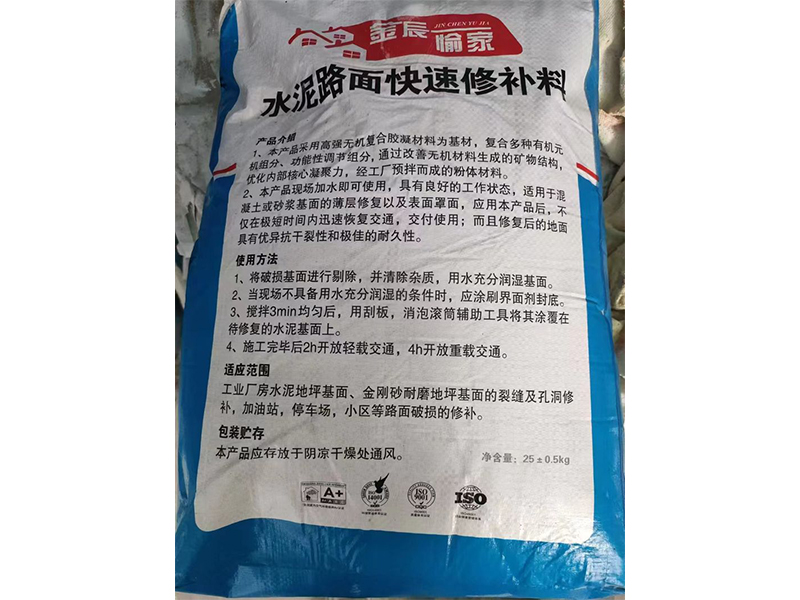 金辰
JIN CHEN YU JIA
愉家
水泥路面快速修补料
产品介绍
1、本产品采用高强无机复合胶凝材料为基材，复合多种有机元
机组分、功能性调节组分，通过改善无机材料生成的矿物结构，
优化内部核心凝聚力，经工厂预拌而成的粉体材料。
2、本产品现场加水即可使用，具有良好的工作状态，适用于混
凝土或砂浆基面的薄层修复以及表面罩面，应用本产品后，不
仅在极短时间内迅速恢复交通，交付使用；而且修复后的地面
具有优异抗干裂性和极佳的耐久性。
使用方法
1、将破损基面进行剔除，并清除杂质，用水充分润湿基面。
2、当现场不具备用水充分润湿的条件时，应涂刷界面剂封底。
3、搅拌3min均匀后，用刮板，消泡滚筒辅助工具将其涂覆在
待修复的水泥基面上。
4、施工完毕后2h开放轻载交通，4h开放重载交通。
适应范围
工业厂房水泥地坪基面、金刚砂耐磨地坪基面的裂缝及孔洞修
补，加油站，停车场，小区等路面破损的修补。
包装贮存
本产品应存放于阴凉干燥处通风。
净含量：25±0.5kg
A+
ISO
14001
ISO
9001
ISO